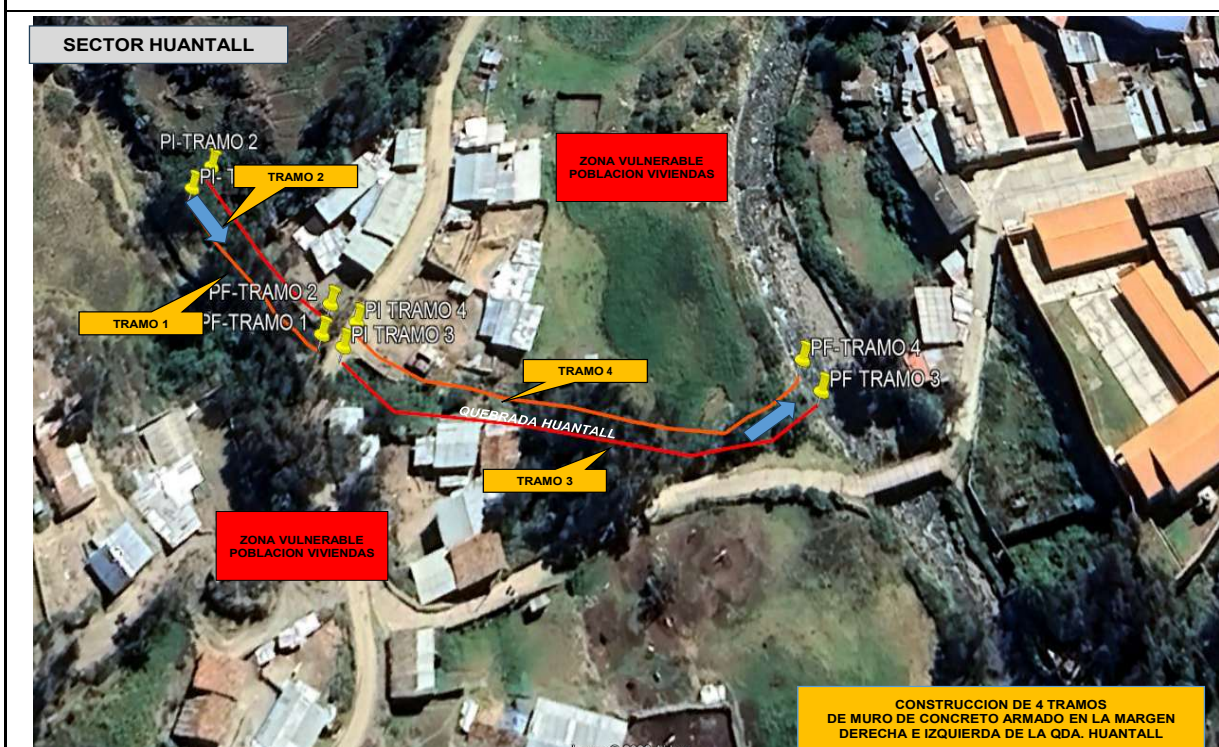 SECTOR HUANTALL
PI-TRAMO 2
PI- T
TRAMO 2
ZONA VULNERABLE
POBLACION VIVIENDAS
PF-TRAMO 2
PI TRAMO 4
TRAMO 1
PF-TRAMO 1
PI TRAMO 3
PF-TRAMO 4
TRAMO 4
PF TRAMO 3
QUEBRADA HUANTALL
TRAMO 3
ZONA VULNERABLE
POBLACION VIVIENDAS
CONSTRUCCION DE 4 TRAMOS
DE MURO DE CONCRETO ARMADO EN LA MARGEN
DERECHA E IZQUIERDA DE LA QDA. HUANTALL